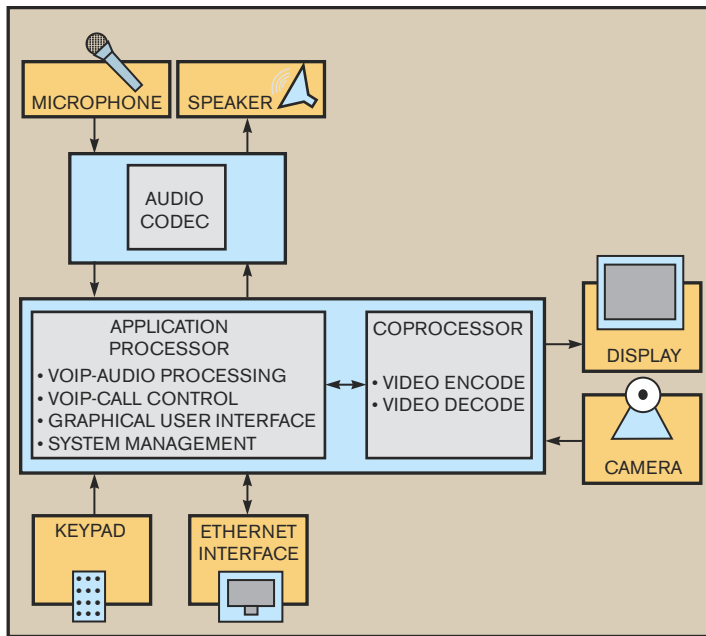 MICROPHONE
SPEAKER
AUDIO
CODEC
APPLICATION
PROCESSOR
• VOIP-AUDIO PROCESSING
• VOIP-CALL CONTROL
• GRAPHICAL USER INTERFACE
• SYSTEM MANAGEMENT
COPROCESSOR
• VIDEO ENCODE
• VIDEO DECODE
DISPLAY
CAMERA
KEYPAD
ETHERNET
INTERFACE